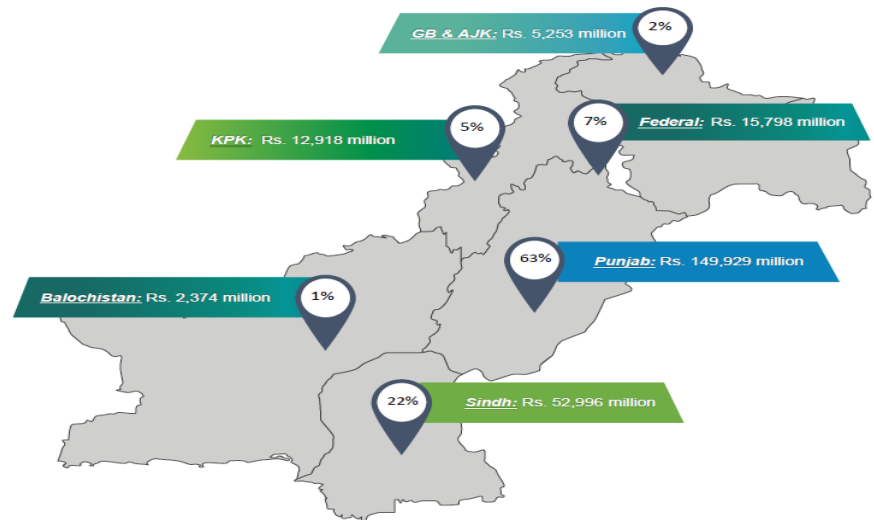 GB & AJK: Rs. 5,253 million
2%
KPK: Rs. 12,918 million
5%
7%
Federal: Rs. 15,798 million
63%
Punjab: Rs. 149,929 million
Balochistan: Rs. 2,374 million
1%
22%
Sindh: Rs. 52,996 million